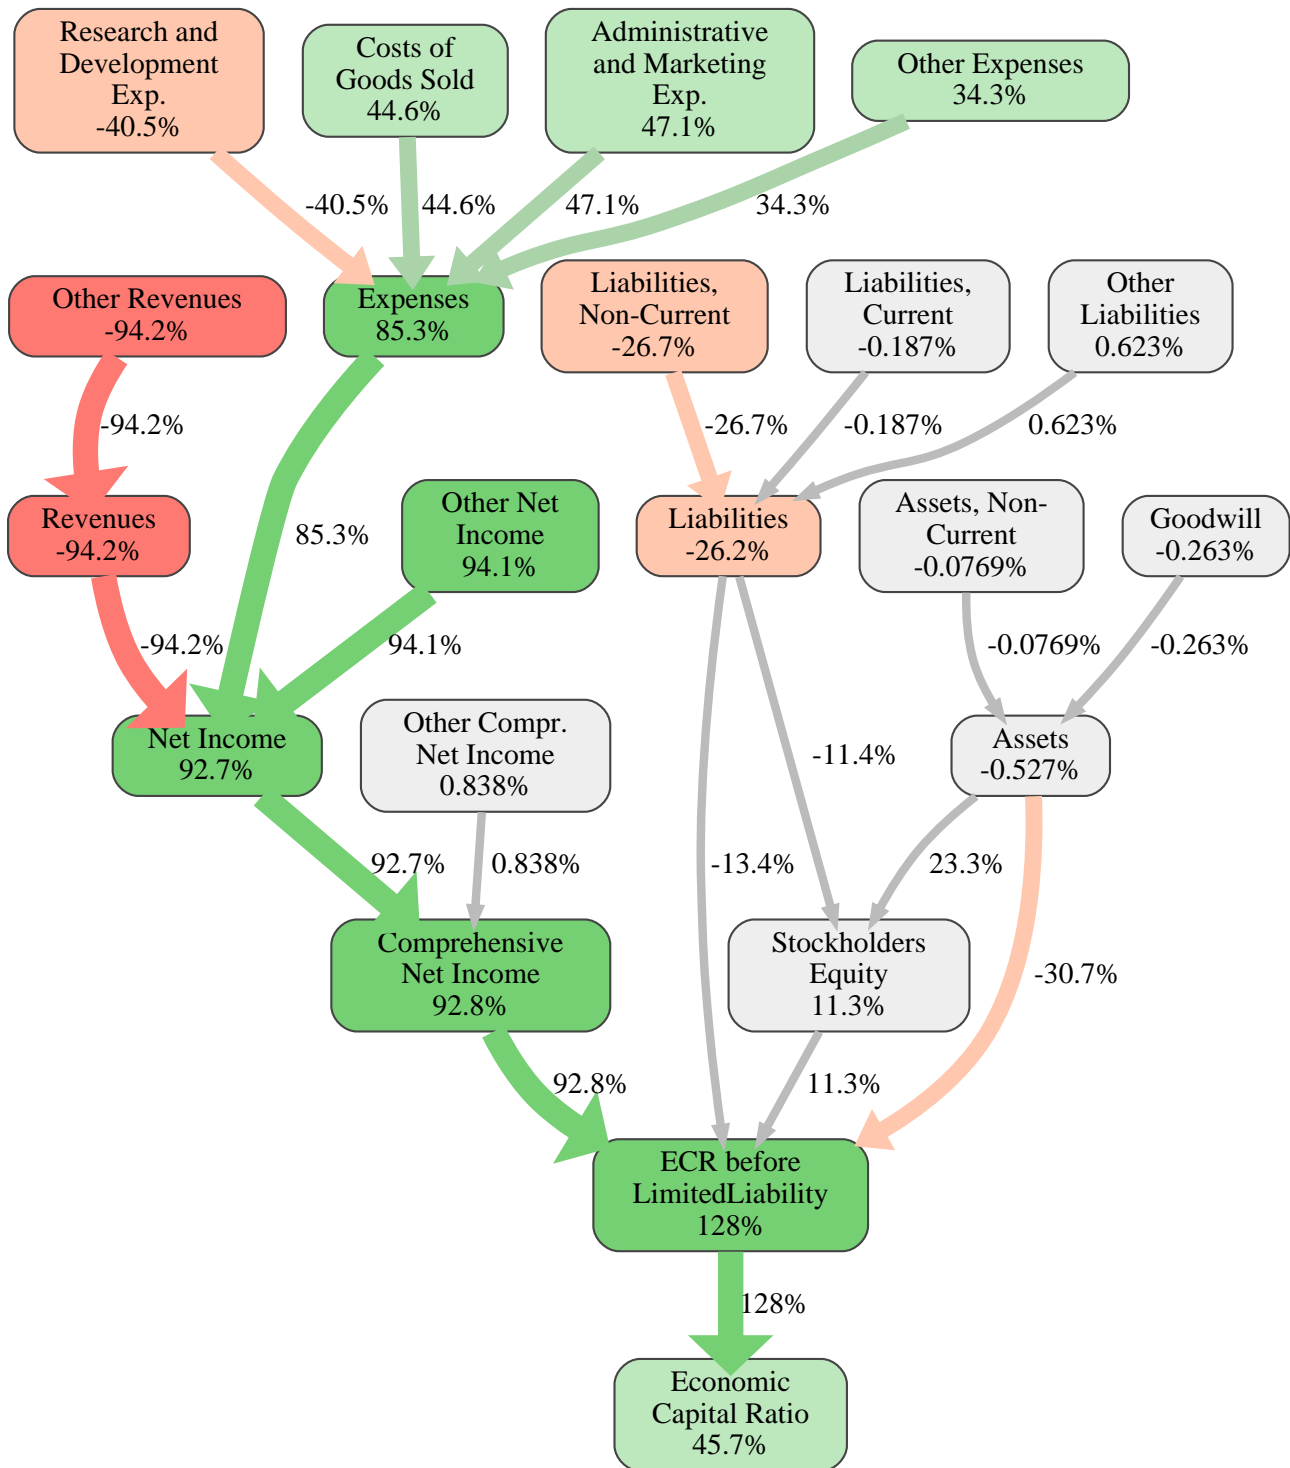 Research and
Development
Exp.
-40.5%
Costs of
Goods Sold
44.6%
Administrative
and Marketing
Exp.
47.1%
Other Expenses
34.3%
-40.5%
44.6%
47.1%
34.3%
Other Revenues
-94.2%
Expenses
85.3%
Liabilities,
Non-Current
-26.7%
Liabilities,
Current
-0.187%
Other
Liabilities
0.623%
-94.2%
-26.7%
-0.187%
0.623%
Revenues
-94.2%
85.3%
Other Net
Income
94.1%
Liabilities
-26.2%
Assets, Non-
Current
-0.0769%
Goodwill
-0.263%
-94.2%
94.1%
-0.0769%
-0.263%
Net Income
92.7%
Other Compr.
Net Income
0.838%
-11.4%
Assets
-0.527%
92.7%
0.838%
-13.4%
23.3%
Comprehensive
Net Income
92.8%
Stockholders
Equity
11.3%
-30.7%
92.8%
11.3%
ECR before
LimitedLiability
128%
128%
Economic
Capital Ratio
45.7%